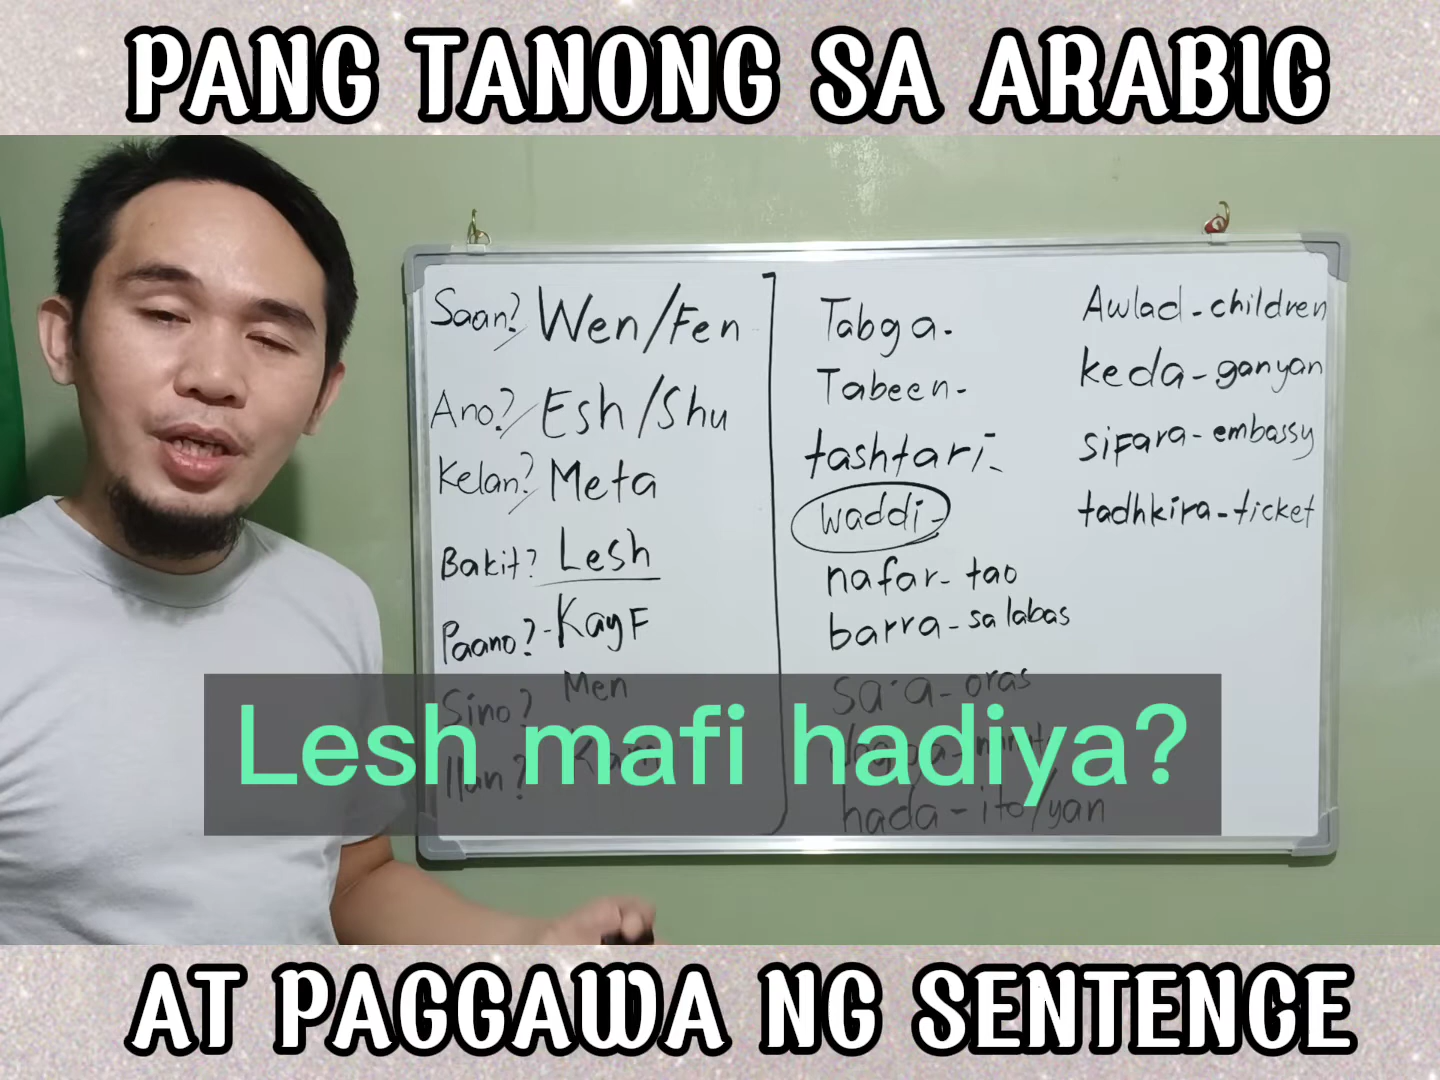 PANG TANONG SA ARABIC
Saan? Wen/Fen
Ano? Esh/Shu
Kelan? Meta
Bakit? Lesh
Paano? - Kayf
Sino? Men
Ilan?
Tabga -
Tabeen -
tashtari -
waddi -
nafar - tao
barra - sa labas
sa'a - oras
hada - ito/yan
Awlad - children
keda - ganyan
sifara - embassy
tadhkira - ticket
Lesh mafi hadiya?
AT PAGGAWA NG SENTENCE